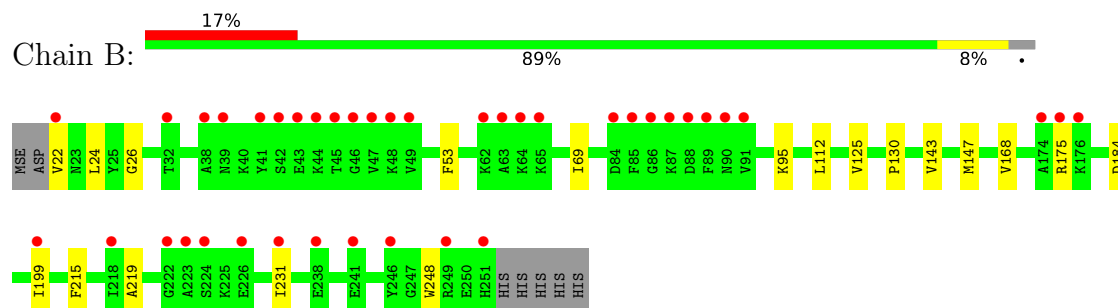 17%
Chain B:
89%
8%
•
MSE ASP V22 N23 L24 Y25 G26 T32 A38 N39 K40 Y41 S42 E43 K44 T45 G46 V47 K48 V49 F53 K62 A63 K64 K65 I69 D84 F85 G86 K87 D88 F89 N90 V91 K95 L112 V125 P130 V143 M147 V168 A174 R175 K176 D184
I199 F215 I218 A219 G222 A223 S224 K225 E226 I231 E238 E241 Y246 G247 W248 R249 E250 H251 HIS HIS HIS HIS HIS